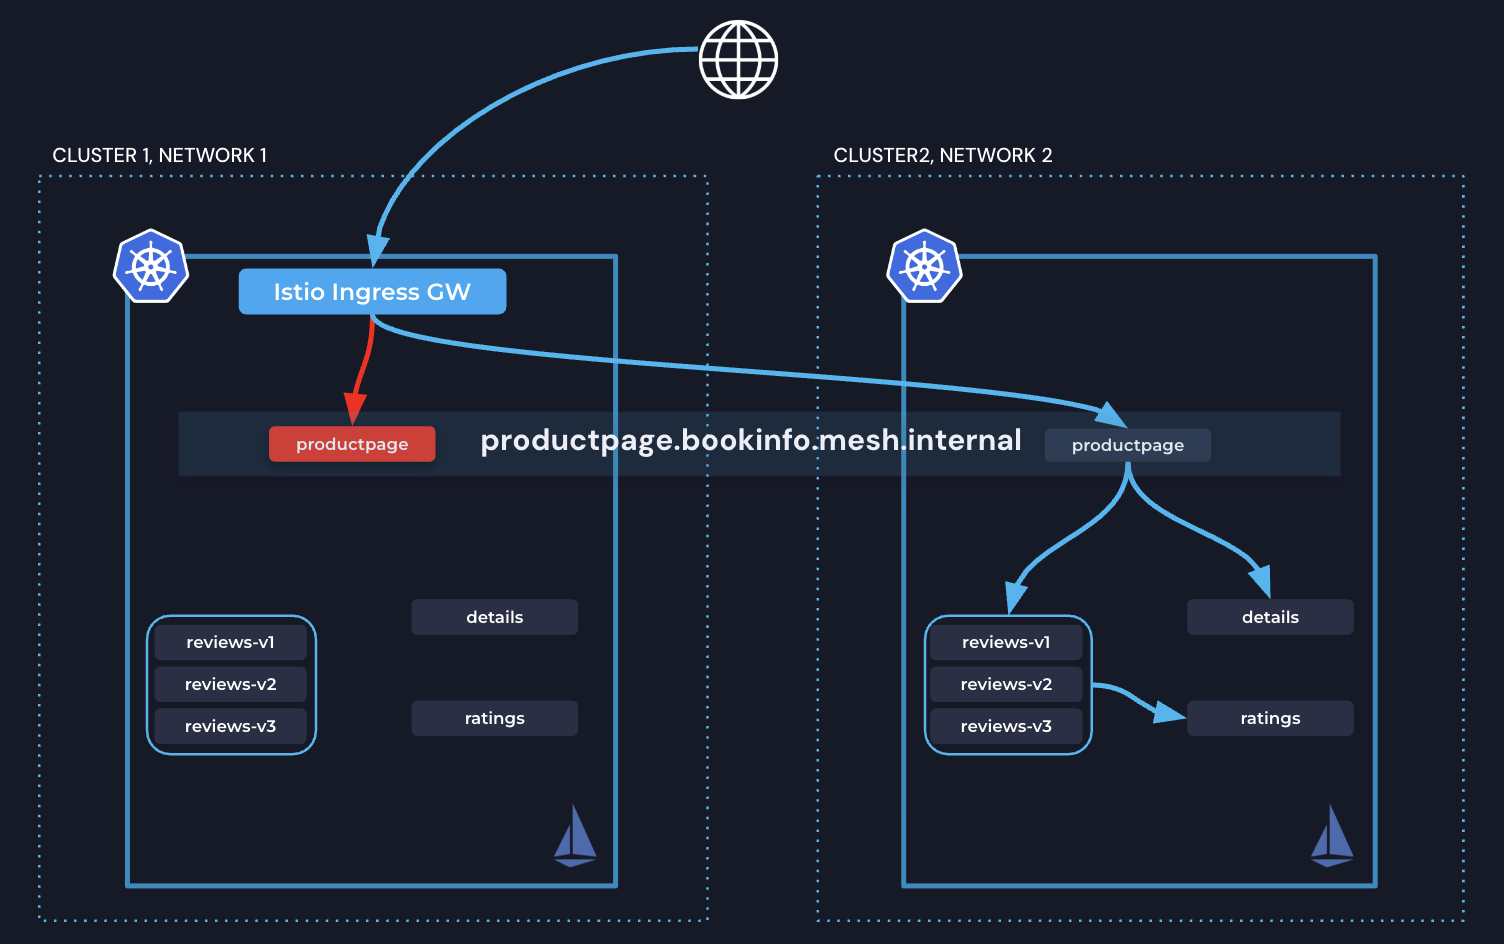 CLUSTER 1, NETWORK 1
CLUSTER2, NETWORK 2
Istio Ingress GW
productpage
productpage.bookinfo.mesh.internal
productpage
details
reviews-v1
reviews-v2
reviews-v3
ratings
details
reviews-v1
reviews-v2
reviews-v3
ratings